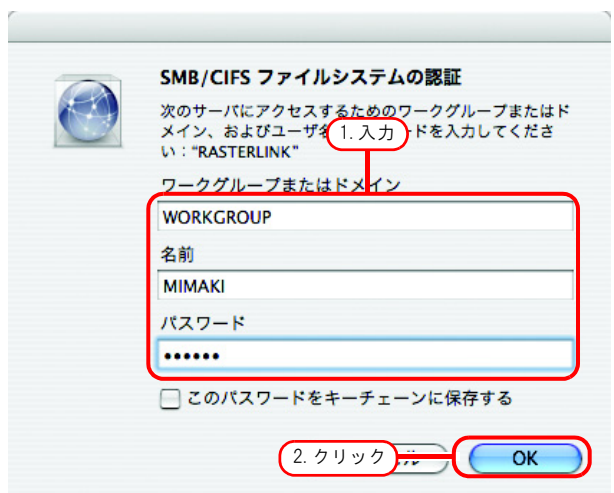 SMB/CIFS ファイルシステムの認証
次のサーバにアクセスするためのワークグループまたはド
メイン、およびユーザ名 ードを入力してくださ
い："RASTERLINK"
1. 入力
ワークグループまたはドメイン
WORKGROUP
名前
MIMAKI
パスワード
••••••
このパスワードをキーチェーンに保存する
2. クリック
ル
OK